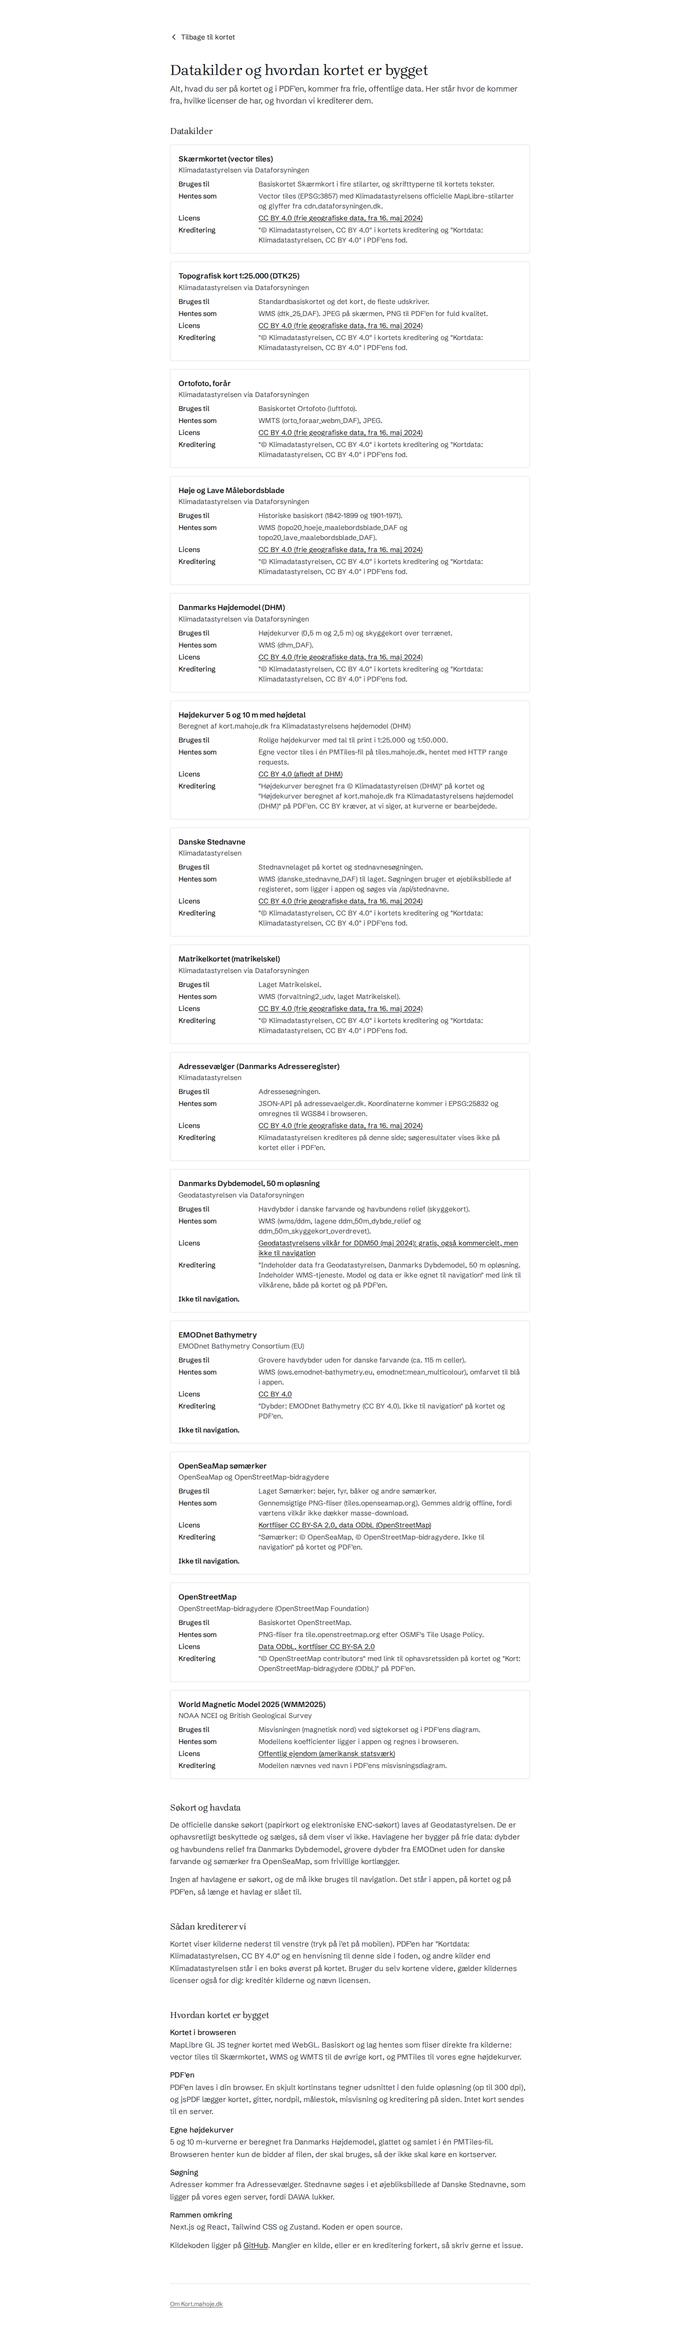 Tilbage til kortet
Datakilder og hvordan kortet er bygget
Alt, hvad du ser på kortet og i PDF'en, kommer fra frie, offentlige data. Her står hvor de kommer
fra, hvilke licenser de har, og hvordan vi krediterer dem.
Datakilder
Skærmkortet (vector tiles)
Klimadatastyrelsen via Dataforsyningen
Bruges til Basiskortet Skærmkort i fire stilarter, og skrifttyperne til kortets tekster.
Hentes som Vector tiles (EPSG:3857) med Klimadatastyrelsens officielle MapLibre-stilarter
og glyffer fra cdn.dataforsyningen.dk.
Licens CC BY 4.0 (frie geografiske data, fra 16. maj 2024)
Kreditering "© Klimadatastyrelsen, CC BY 4.0" i kortets kreditering og "Kortdata:
Klimadatastyrelsen, CC BY 4.0" i PDF'ens fod.
Topografisk kort 1:25.000 (DTK25)
Klimadatastyrelsen via Dataforsyningen
Bruges til Standardbasiskortet og det kort, de fleste udskriver.
Hentes som WMS (dtk_25_DAF). JPEG på skærmen, PNG til PDF'en for fuld kvalitet.
Licens CC BY 4.0 (frie geografiske data, fra 16. maj 2024)
Kreditering "© Klimadatastyrelsen, CC BY 4.0" i kortets kreditering og "Kortdata:
Klimadatastyrelsen, CC BY 4.0" i PDF'ens fod.
Ortofoto, forår
Klimadatastyrelsen via Dataforsyningen
Bruges til Basiskortet Ortofoto (luftfoto).
Hentes som WMTS (orto_foraar_webm_DAF), JPEG.
Licens CC BY 4.0 (frie geografiske data, fra 16. maj 2024)
Kreditering "© Klimadatastyrelsen, CC BY 4.0" i kortets kreditering og "Kortdata:
Klimadatastyrelsen, CC BY 4.0" i PDF'ens fod.
Høje og Lave Målebordsblade
Klimadatastyrelsen via Dataforsyningen
Bruges til Historiske basiskort (1842-1899 og 1901-1971).
Hentes som WMS (topo20_hoeje_maalebordsblade_DAF og
topo20_lave_maalebordsblade_DAF).
Licens CC BY 4.0 (frie geografiske data, fra 16. maj 2024)
Kreditering "© Klimadatastyrelsen, CC BY 4.0" i kortets kreditering og "Kortdata:
Klimadatastyrelsen, CC BY 4.0" i PDF'ens fod.
Danmarks Højdemodel (DHM)
Klimadatastyrelsen via Dataforsyningen
Bruges til Højdekurver (0,5 m og 2,5 m) og skyggekort over terrænet.
Hentes som WMS (dhm_DAF).
Licens CC BY 4.0 (frie geografiske data, fra 16. maj 2024)
Kreditering "© Klimadatastyrelsen, CC BY 4.0" i kortets kreditering og "Kortdata:
Klimadatastyrelsen, CC BY 4.0" i PDF'ens fod.
Højdekurver 5 og 10 m med højdetal
Beregnet af kort.mahoje.dk fra Klimadatastyrelsens højdemodel (DHM)
Bruges til Rolige højdekurver med tal til print i 1:25.000 og 1:50.000.
Hentes som Egne vector tiles i én PMTiles-fil på tiles.mahoje.dk, hentet med HTTP range
requests.
Licens CC BY 4.0 (afledt af DHM)
Kreditering "Højdekurver beregnet fra © Klimadatastyrelsen (DHM)" på kortet og
"Højdekurver beregnet af kort.mahoje.dk fra Klimadatastyrelsens højdemodel
(DHM)" på PDF'en. CC BY kræver, at vi siger, at kurverne er bearbejdede.
Danske Stednavne
Klimadatastyrelsen
Bruges til Stednavnelaget på kortet og stednavnesøgningen.
Hentes som WMS (danske_stednavne_DAF) til laget. Søgningen bruger et øjebliksbillede af
registeret, som ligger i appen og søges via /api/stednavne.
Licens CC BY 4.0 (frie geografiske data, fra 16. maj 2024)
Kreditering "© Klimadatastyrelsen, CC BY 4.0" i kortets kreditering og "Kortdata:
Klimadatastyrelsen, CC BY 4.0" i PDF'ens fod.
Matrikelkortet (matrikelskel)
Klimadatastyrelsen via Dataforsyningen
Bruges til Laget Matrikelskel.
Hentes som WMS (forvaltning2_udv, laget Matrikelskel).
Licens CC BY 4.0 (frie geografiske data, fra 16. maj 2024)
Kreditering "© Klimadatastyrelsen, CC BY 4.0" i kortets kreditering og "Kortdata:
Klimadatastyrelsen, CC BY 4.0" i PDF'ens fod.
Adressevælger (Danmarks Adresseregister)
Klimadatastyrelsen
Bruges til Adressesøgningen.
Hentes som JSON-API på adressevaelger.dk. Koordinaterne kommer i EPSG:25832 og
omregnes til WGS84 i browseren.
Licens CC BY 4.0 (frie geografiske data, fra 16. maj 2024)
Kreditering Klimadatastyrelsen krediteres på denne side; søgeresultater vises ikke på
kortet eller i PDF'en.
Danmarks Dybdemodel, 50 m opløsning
Geodatastyrelsen via Dataforsyningen
Bruges til Havdybder i danske farvande og havbundens relief (skyggekort).
Hentes som WMS (wms/ddm, lagene ddm_50m_dybde_relief og
ddm_50m_skyggekort_overdrevet).
Licens Geodatastyrelsens vilkår for DDM50 (maj 2024): gratis, også kommercielt, men
ikke til navigation
Kreditering "Indeholder data fra Geodatastyrelsen, Danmarks Dybdemodel, 50 m opløsning.
Indeholder WMS-tjeneste. Model og data er ikke egnet til navigation" med link til
vilkårene, både på kortet og på PDF'en.
Ikke til navigation.
EMODnet Bathymetry
EMODnet Bathymetry Consortium (EU)
Bruges til Grovere havdybder uden for danske farvande (ca. 115 m celler).
Hentes som WMS (ows.emodnet-bathymetry.eu, emodnet:mean_multicolour), omfarvet til blå
i appen.
Licens CC BY 4.0
Kreditering "Dybder: EMODnet Bathymetry (CC BY 4.0). Ikke til navigation" på kortet og
PDF'en.
Ikke til navigation.
OpenSeaMap sømærker
OpenSeaMap og OpenStreetMap-bidragydere
Bruges til Laget Sømærker: bøjer, fyr, båker og andre sømærker.
Hentes som Gennemsigtige PNG-fliser (tiles.openseamap.org). Gemmes aldrig offline, fordi
værtens vilkår ikke dækker masse-download.
Licens Kortfliser CC BY-SA 2.0, data ODbL (OpenStreetMap)
Kreditering "Sømærker: © OpenSeaMap, © OpenStreetMap-bidragydere. Ikke til
navigation" på kortet og PDF'en.
Ikke til navigation.
OpenStreetMap
OpenStreetMap-bidragydere (OpenStreetMap Foundation)
Bruges til Basiskortet OpenStreetMap.
Hentes som PNG-fliser fra tile.openstreetmap.org efter OSMF's Tile Usage Policy.
Licens Data ODbL, kortfliser CC BY-SA 2.0
Kreditering "© OpenStreetMap contributors" med link til ophavsretssiden på kortet og "Kort:
OpenStreetMap-bidragydere (ODbL)" på PDF'en.
World Magnetic Model 2025 (WMM2025)
NOAA NCEI og British Geological Survey
Bruges til Misvisningen (magnetisk nord) ved sigtekorset og i PDF'ens diagram.
Hentes som Modellens koefficienter ligger i appen og regnes i browseren.
Licens Offentlig ejendom (amerikansk statsværk)
Kreditering Modellen nævnes ved navn i PDF'ens misvisningsdiagram.
Søkort og havdata
De officielle danske søkort (papirkort og elektroniske ENC-søkort) laves af Geodatastyrelsen. De er
ophavsretligt beskyttede og sælges, så dem viser vi ikke. Havlagene her bygger på frie data: dybder
og havbundens relief fra Danmarks Dybdemodel, grovere dybder fra EMODnet uden for danske
farvande og sømærker fra OpenSeaMap, som frivillige kortlægger.
Ingen af havlagene er søkort, og de må ikke bruges til navigation. Det står i appen, på kortet og på
PDF'en, så længe et havlag er slået til.
Sådan krediterer vi
Kortet viser kilderne nederst til venstre (tryk på i'et på mobilen). PDF'en har "Kortdata:
Klimadatastyrelsen, CC BY 4.0" og en henvisning til denne side i foden, og andre kilder end
Klimadatastyrelsen står i en boks øverst på kortet. Bruger du selv kortene videre, gælder kildernes
licenser også for dig: kreditér kilderne og nævn licensen.
Hvordan kortet er bygget
Kortet i browseren
MapLibre GL JS tegner kortet med WebGL. Basiskort og lag hentes som fliser direkte fra kilderne:
vector tiles til Skærmkortet, WMS og WMTS til de øvrige kort, og PMTiles til vores egne højdekurver.
PDF'en
PDF'en laves i din browser. En skjult kortinstans tegner udsnittet i den fulde opløsning (op til 300 dpi),
og jsPDF lægger kortet, gitter, nordpil, målestok, misvisning og kreditering på siden. Intet kort sendes
til en server.
Egne højdekurver
5 og 10 m-kurverne er beregnet fra Danmarks Højdemodel, glattet og samlet i én PMTiles-fil.
Browseren henter kun de bidder af filen, der skal bruges, så der ikke skal køre en kortserver.
Søgning
Adresser kommer fra Adressevælger. Stednavne søges i et øjebliksbillede af Danske Stednavne, som
ligger på vores egen server, fordi DAWA lukker.
Rammen omkring
Next.js og React, Tailwind CSS og Zustand. Koden er open source.
Kildekoden ligger på GitHub. Mangler en kilde, eller er en kreditering forkert, så skriv gerne et issue.
Om Kort.mahoje.dk